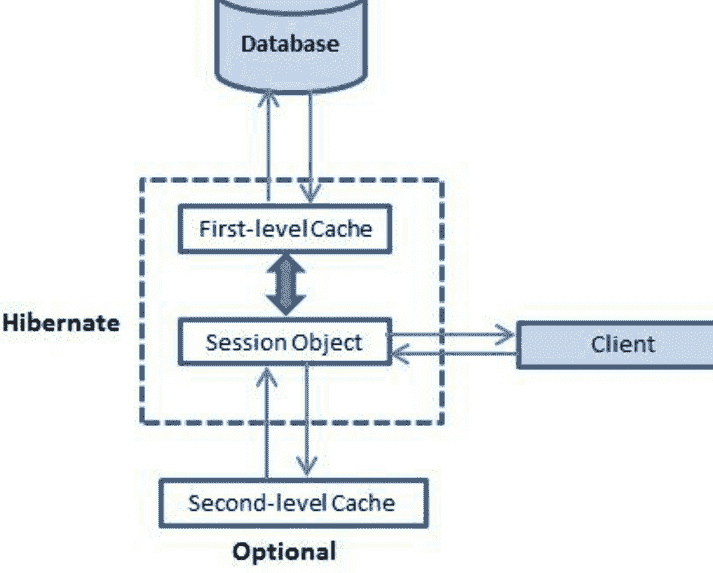 Database
First-level Cache
Hibernate
Session Object
Client
Second-level Cache
Optional